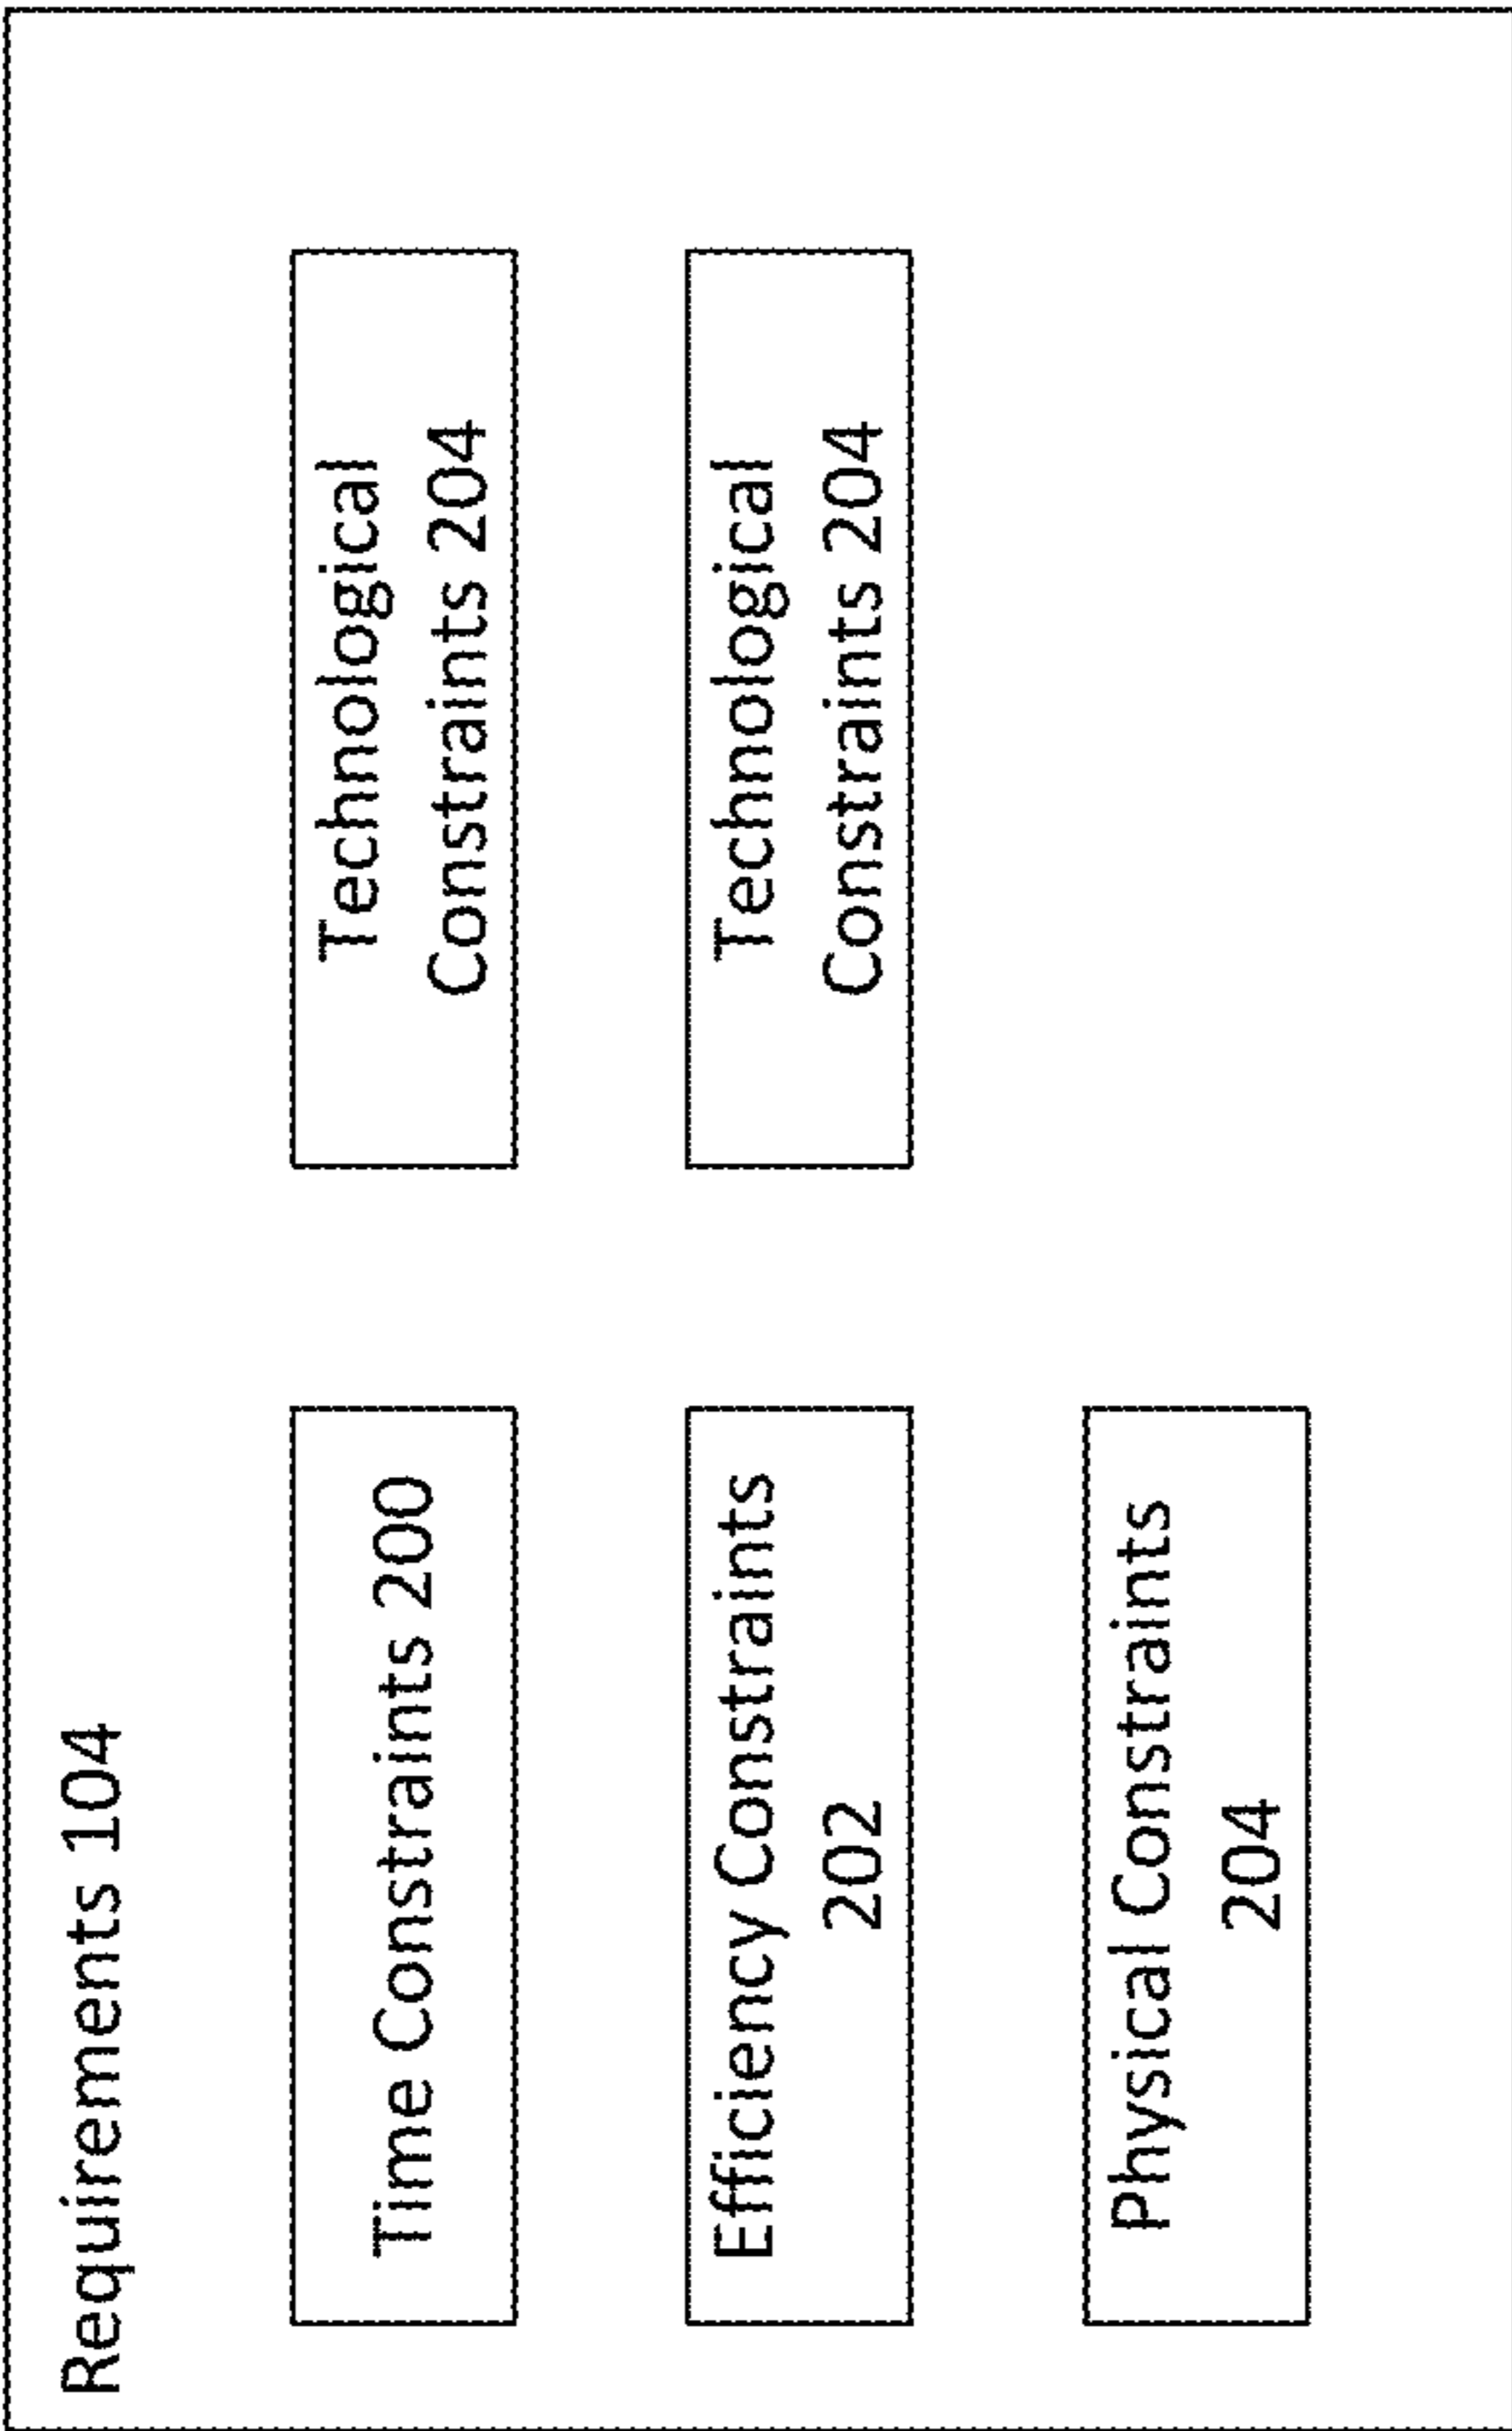 Requirements 104
Time Constraints 200
Efficiency Constraints
202
Physical Constraints
204
Technological
Constraints 204
Technological
Constraints 204